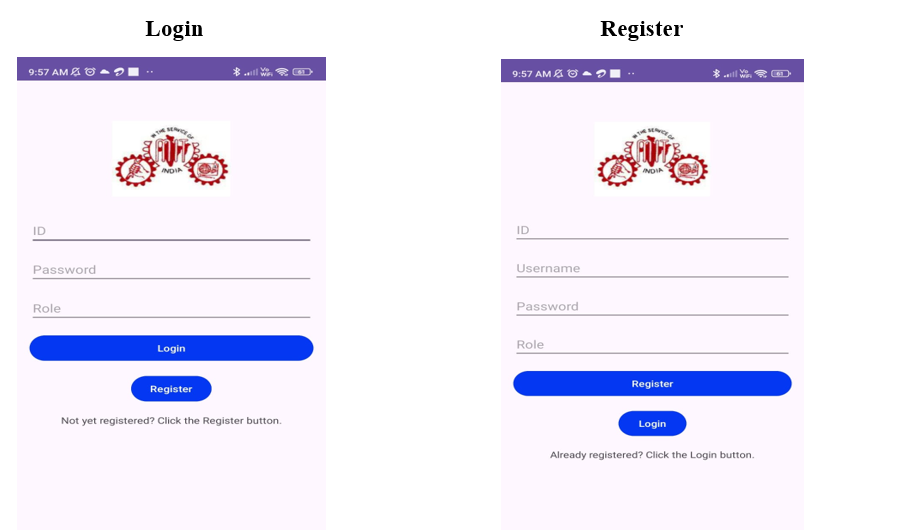 Login
9:57 AM
IN THE SERVICE OF
INDIA
ID
Password
Role
Login
Register
Not yet registered? Click the Register button.
Register
9:57 AM
IN THE SERVICE OF
INDIA
ID
Username
Password
Role
Register
Login
Already registered? Click the Login button.